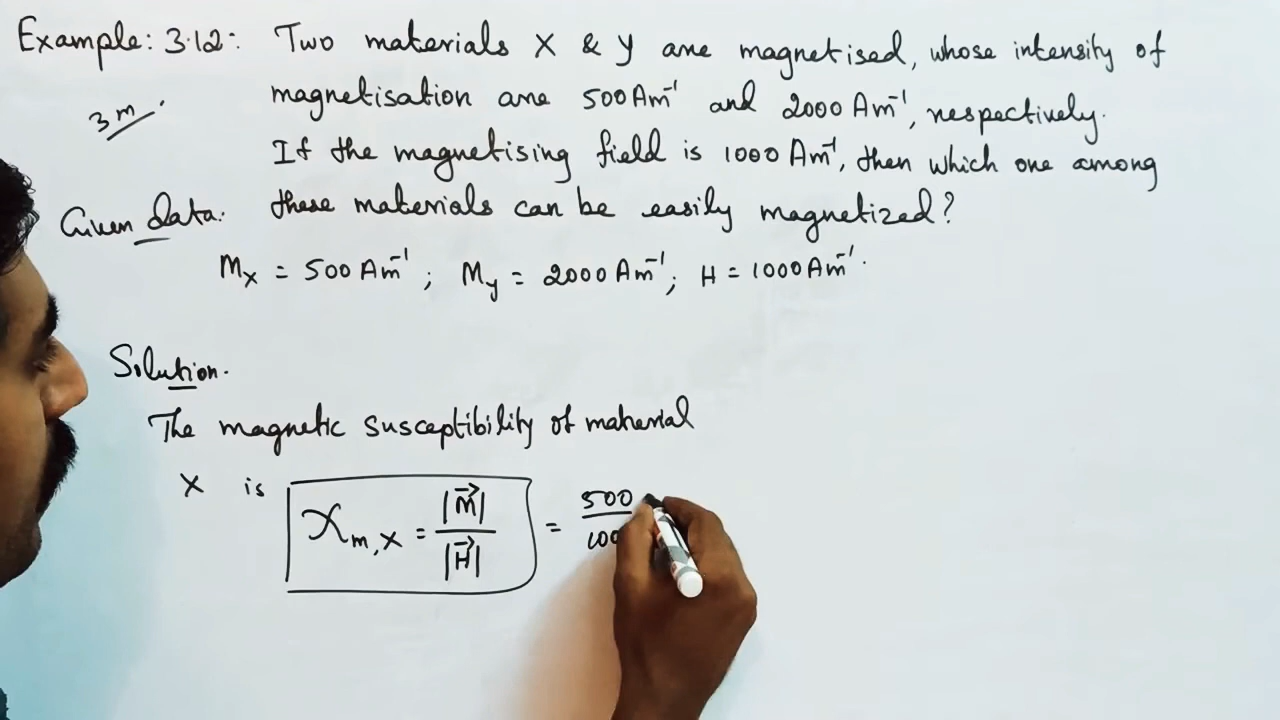 Example: 3.12: Two materials X & Y are magnetised, whose intensity of
magnetisation are 500 Am⁻¹ and 2000 Am⁻¹, respectively.
3m
If the magnetising field is 1000 Am⁻¹, then which one among
these materials can be easily magnetized?
Given data:
Mx = 500 Am⁻¹ ; My = 2000 Am⁻¹ ; H = 1000 Am⁻¹.
Solution.
The magnetic susceptibility of material
X is χm,x = |M⃗| / |H⃗| = 500 /